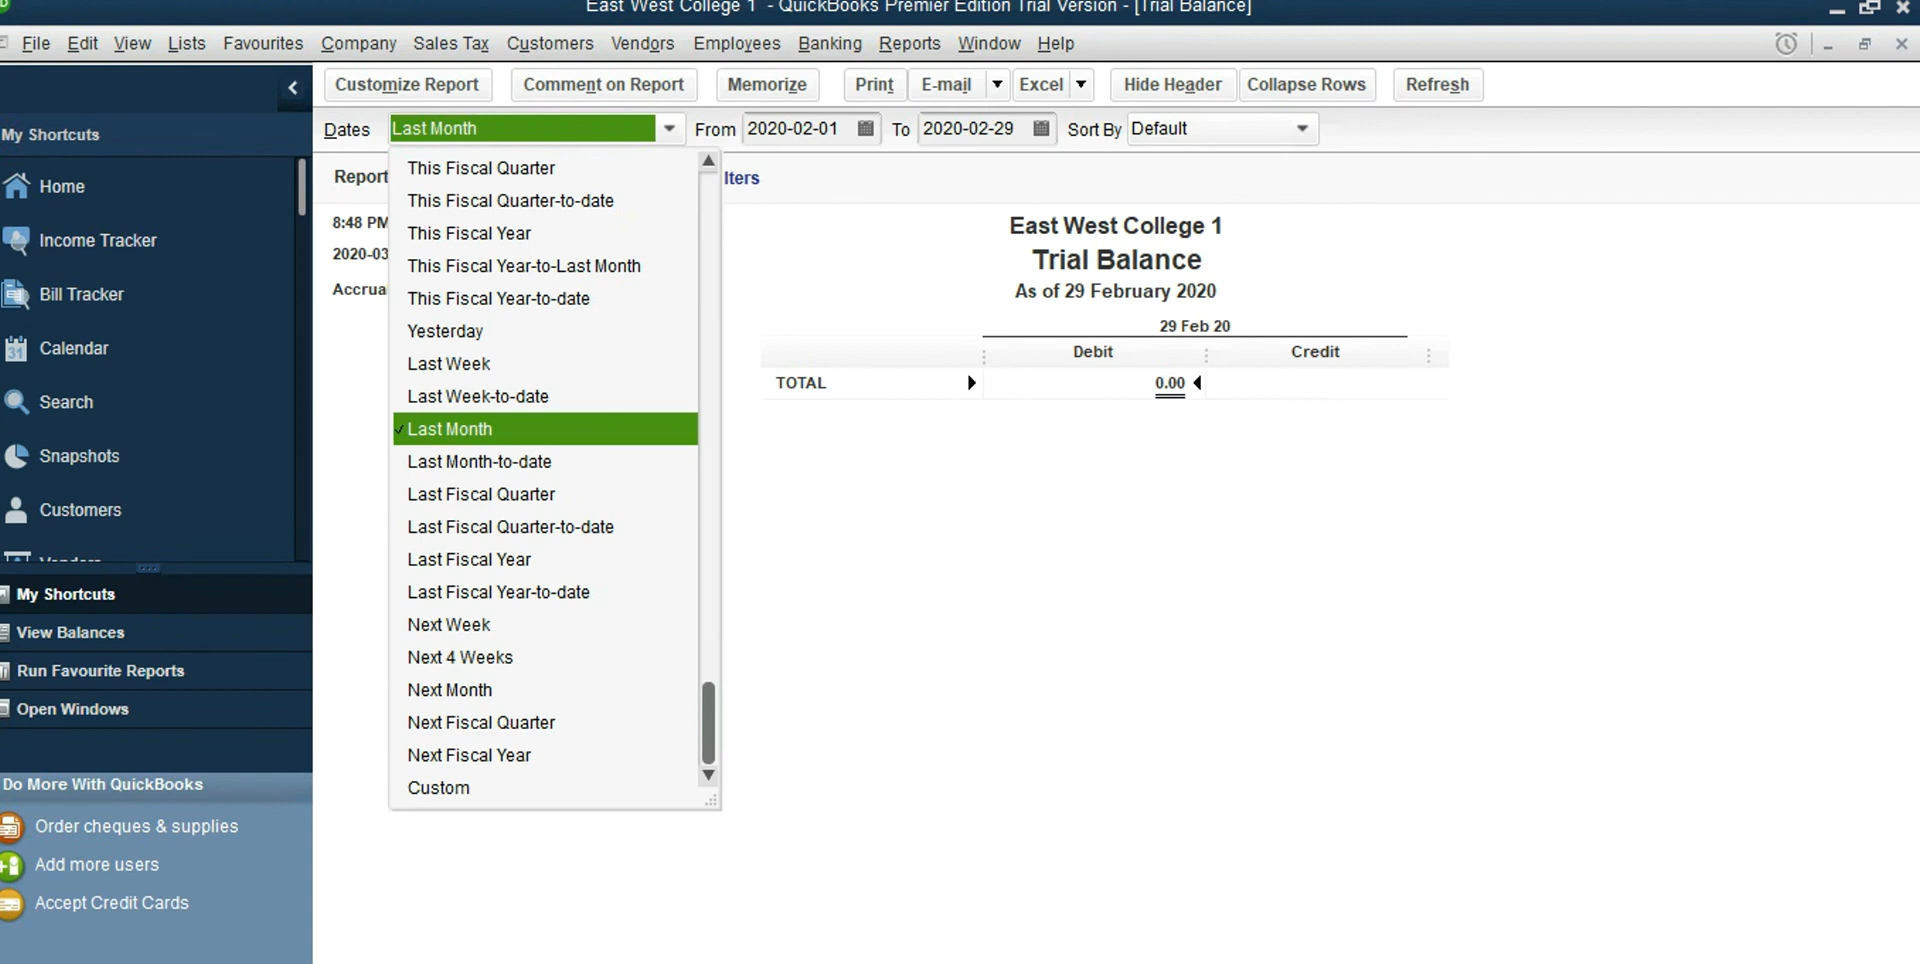 East West College 1 - QuickBooks Premier Edition Trial Version - [Trial Balance]
File Edit View Lists Favourites Company Sales Tax Customers Vendors Employees Banking Reports Window Help
Customize Report Comment on Report Memorize Print E-mail Excel Hide Header Collapse Rows Refresh
Dates Last Month From 2020-02-01 To 2020-02-29 Sort By Default
My Shortcuts
Home
Income Tracker
Bill Tracker
Calendar
31
Search
Snapshots
Customers
My Shortcuts
View Balances
Run Favourite Reports
Open Windows
Do More With QuickBooks
Order cheques & supplies
Add more users
Accept Credit Cards
Report
lters
8:48 PM
2020-03
Accrua
This Fiscal Quarter
This Fiscal Quarter-to-date
This Fiscal Year
This Fiscal Year-to-Last Month
This Fiscal Year-to-date
Yesterday
Last Week
Last Week-to-date
✓ Last Month
Last Month-to-date
Last Fiscal Quarter
Last Fiscal Quarter-to-date
Last Fiscal Year
Last Fiscal Year-to-date
Next Week
Next 4 Weeks
Next Month
Next Fiscal Quarter
Next Fiscal Year
Custom
East West College 1
Trial Balance
As of 29 February 2020
29 Feb 20
Debit Credit
TOTAL 0.00